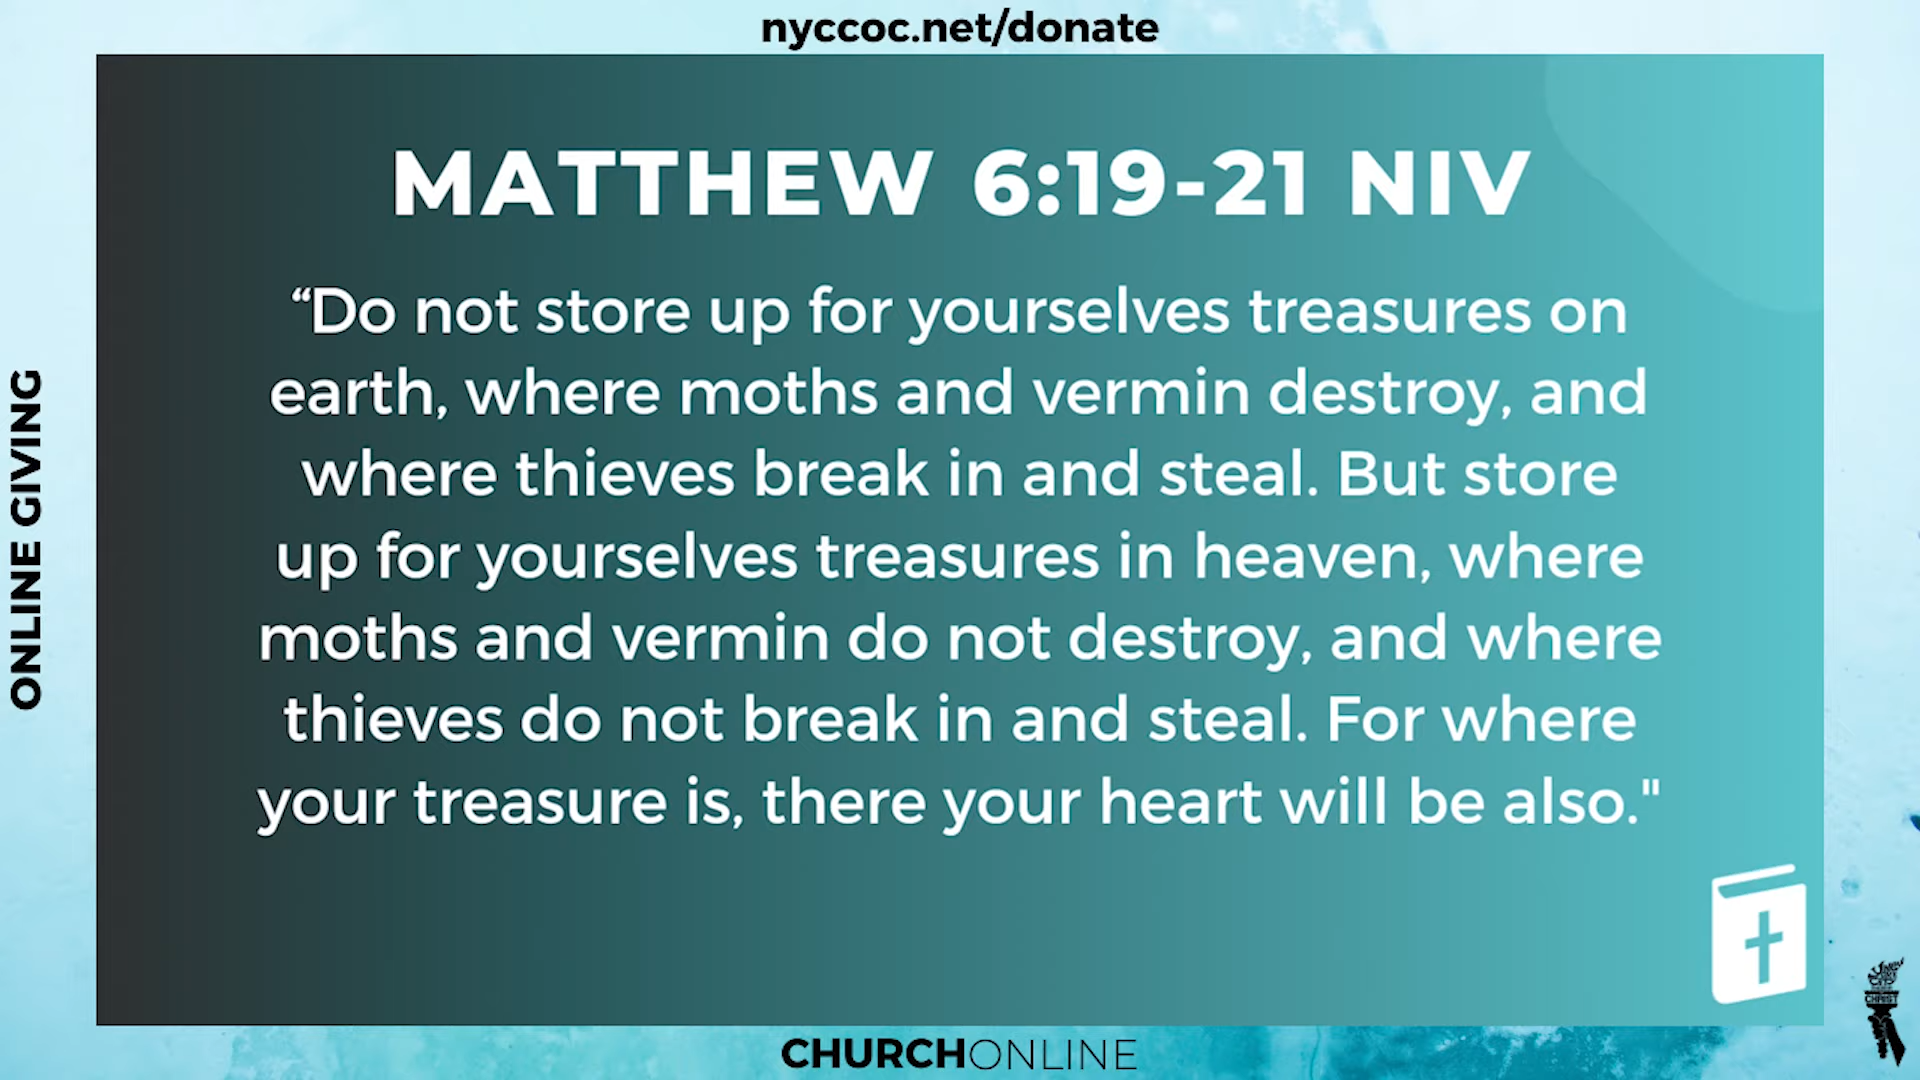 nyccoc.net/donate
MATTHEW 6:19-21 NIV
“Do not store up for yourselves treasures on
earth, where moths and vermin destroy, and
where thieves break in and steal. But store
up for yourselves treasures in heaven, where
moths and vermin do not destroy, and where
thieves do not break in and steal. For where
your treasure is, there your heart will be also."
ONLINE GIVING
CHURCHONLINE
CHRIST